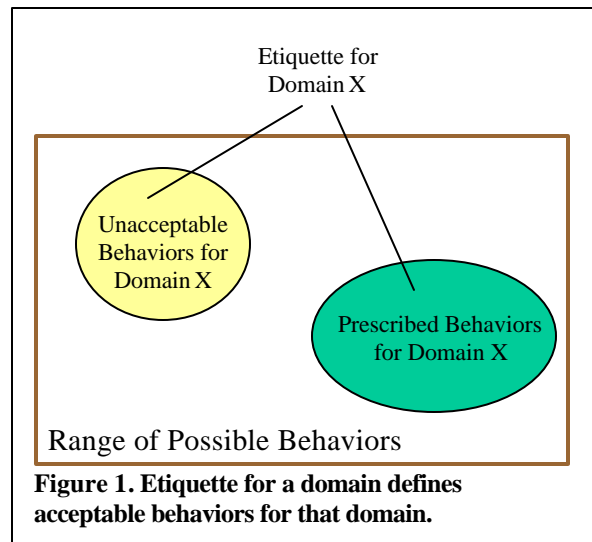 Etiquette for
Domain X
Unacceptable
Behaviors for
Domain X
Prescribed Behaviors
for Domain X
Range of Possible Behaviors
Figure 1. Etiquette for a domain defines
acceptable behaviors for that domain.